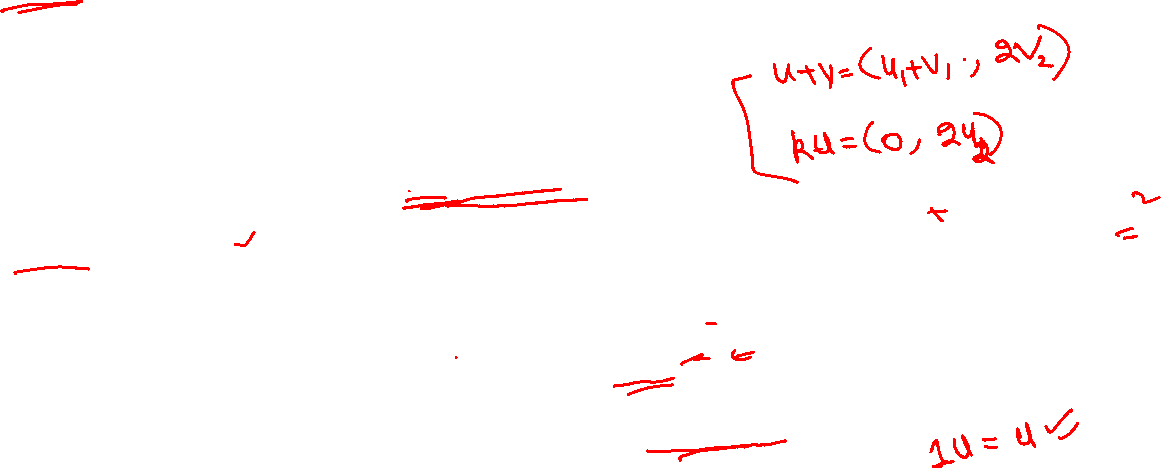 u+v=(u₁+v₁, 2v₂)
ku=(0, 2u₂)
1u=u